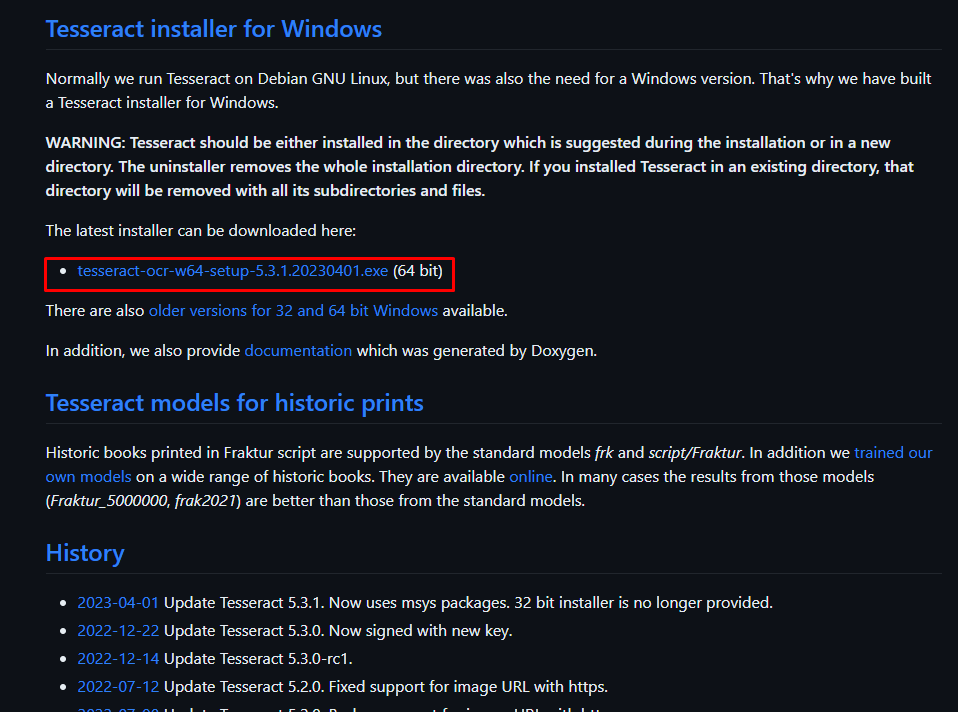 Tesseract installer for Windows
Normally we run Tesseract on Debian GNU Linux, but there was also the need for a Windows version. That's why we have built
a Tesseract installer for Windows.
WARNING: Tesseract should be either installed in the directory which is suggested during the installation or in a new
directory. The uninstaller removes the whole installation directory. If you installed Tesseract in an existing directory, that
directory will be removed with all its subdirectories and files.
The latest installer can be downloaded here:
• tesseract-ocr-w64-setup-5.3.1.20230401.exe (64 bit)
There are also older versions for 32 and 64 bit Windows available.
In addition, we also provide documentation which was generated by Doxygen.
Tesseract models for historic prints
Historic books printed in Fraktur script are supported by the standard models frk and script/Fraktur. In addition we trained our
own models on a wide range of historic books. They are available online. In many cases the results from those models
(Fraktur_5000000, frak2021) are better than those from the standard models.
History
• 2023-04-01 Update Tesseract 5.3.1. Now uses msys packages. 32 bit installer is no longer provided.
• 2022-12-22 Update Tesseract 5.3.0. Now signed with new key.
• 2022-12-14 Update Tesseract 5.3.0-rc1.
• 2022-07-12 Update Tesseract 5.2.0. Fixed support for image URL with https.